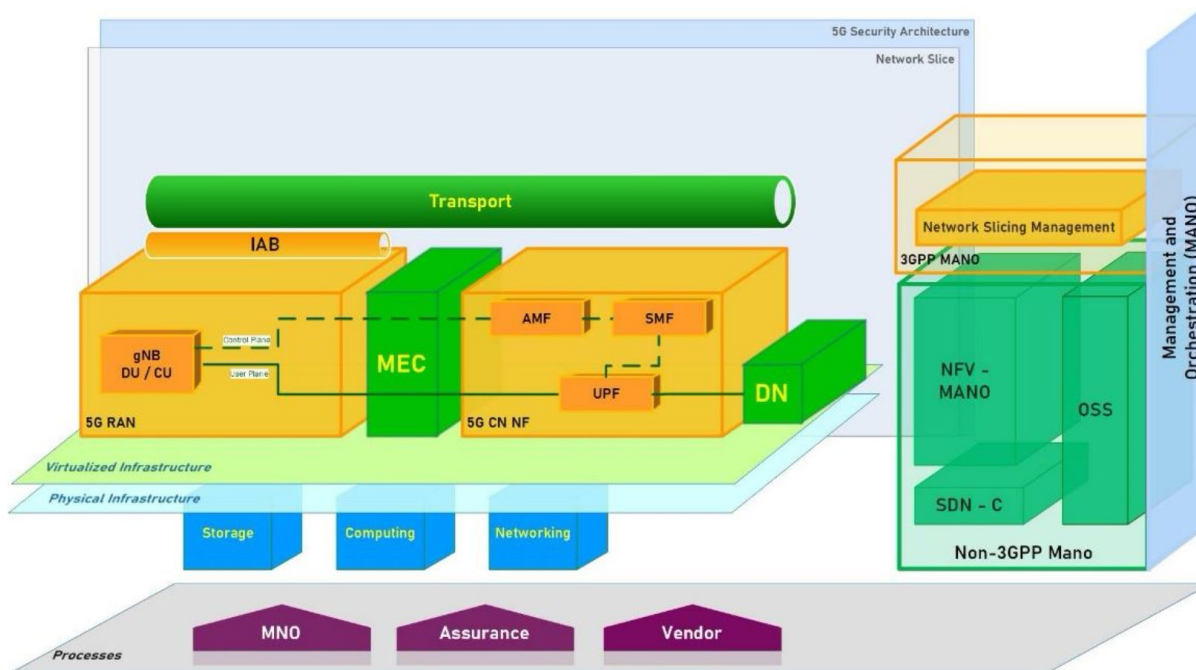 5G Security Architecture
Network Slice
Transport
IAB
Network Slicing Management
3GPP MANO
Management and
Orchestration (MANO)
AMF
SMF
gNB
DU / CU
Control Plane
User Plane
MEC
UPF
DN
NFV -
MANO
OSS
5G RAN
5G CN NF
Virtualized Infrastructure
Physical Infrastructure
SDN - C
Storage
Computing
Networking
Non-3GPP Mano
MNO
Assurance
Vendor
Processes